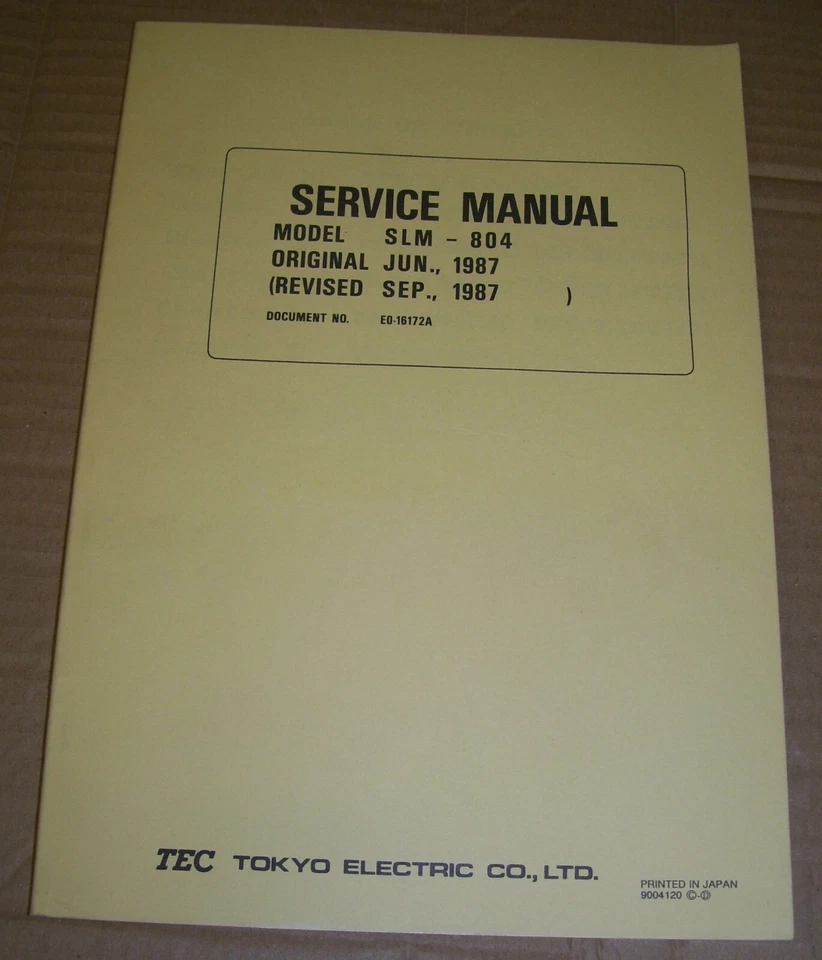 SERVICE MANUAL
MODEL SLM - 804
ORIGINAL JUN., 1987
(REVISED SEP., 1987 )
DOCUMENT NO. EO-16172A
TEC TOKYO ELECTRIC CO., LTD.
PRINTED IN JAPAN
9004120 Ⓒ-⑪